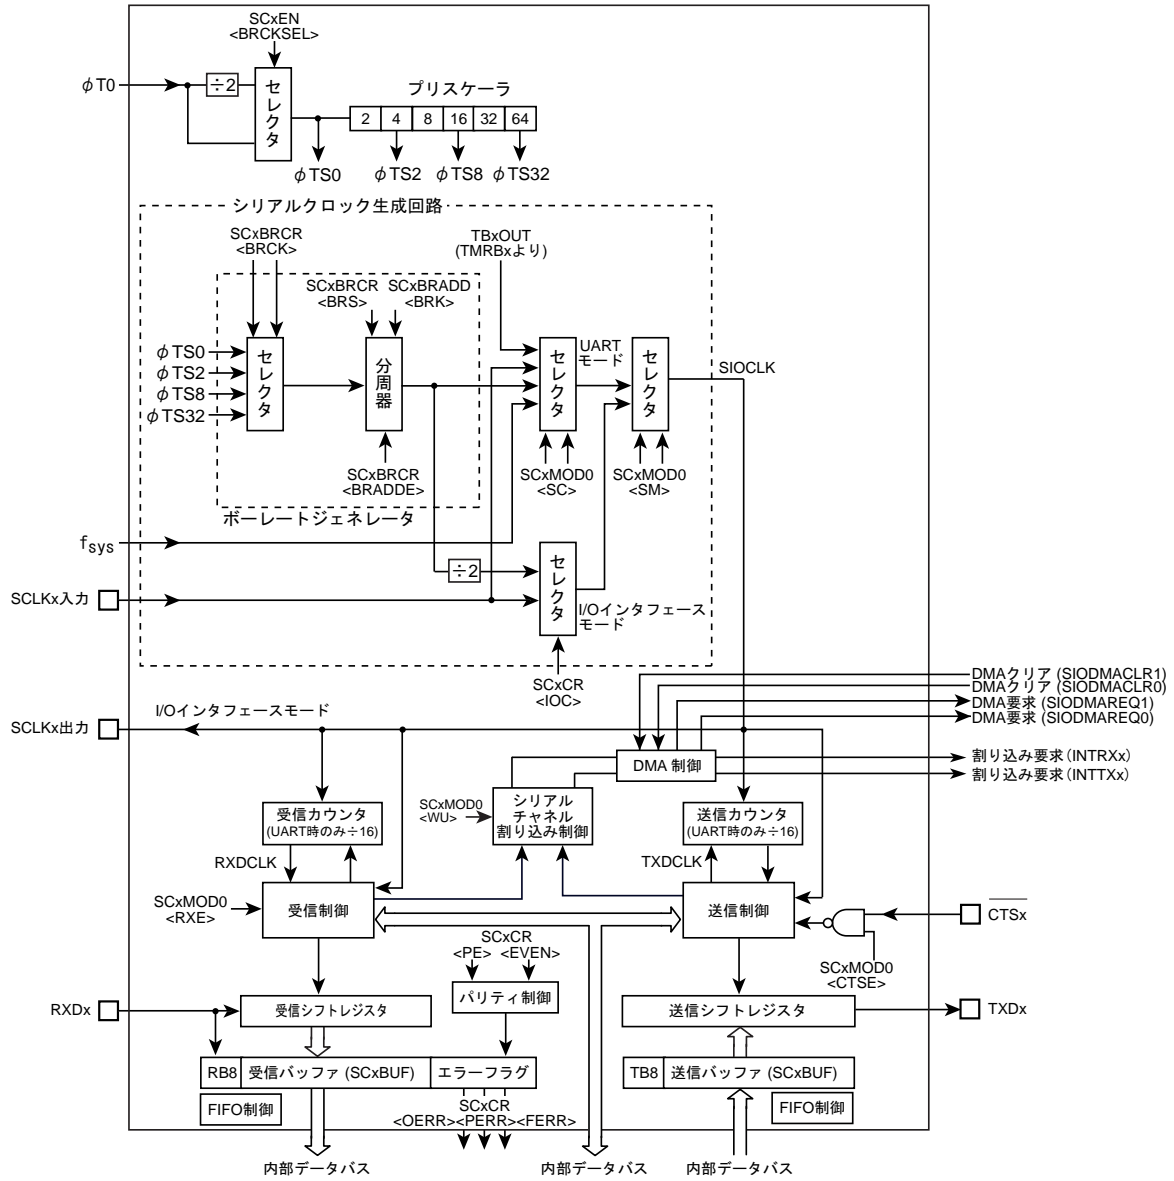 SCxEN
<BRCKSEL>
φT0
÷2
セレクタ
プリスケーラ
2 4 8 16 32 64
φTS0 φTS2 φTS8 φTS32
シリアルクロック生成回路
SCxBRCR
<BRCK>
TBxOUT
(TMRBxより)
SCxBRCR
<BRS>
SCxBRADD
<BRK>
φTS0
φTS2
φTS8
φTS32
セレクタ
分周器
セレクタ
UART
モード
セレクタ
SIOCLK
SCxBRCR
<BRADDE>
SCxMOD0
<SC>
SCxMOD0
<SM>
ボーレートジェネレータ
fsys
÷2
セレクタ
SCLKx入力
I/Oインタフェース
モード
SCxCR
<IOC>
DMAクリア (SIODMACLR1)
DMAクリア (SIODMACLR0)
DMA要求 (SIODMAREQ1)
DMA要求 (SIODMAREQ0)
I/Oインタフェースモード
SCLKx出力
DMA 制御
割り込み要求(INTRXx)
割り込み要求(INTTXx)
受信カウンタ
(UART時のみ÷16)
SCxMOD0
<WU>
シリアル
チャネル
割り込み制御
送信カウンタ
(UART時のみ÷16)
RXDCLK
TXDCLK
SCxMOD0
<RXE>
受信制御
送信制御
CTSx
SCxMOD0
<CTSE>
SCxCR
<PE> <EVEN>
パリティ制御
RXDx
受信シフトレジスタ
送信シフトレジスタ
TXDx
RB8 受信バッファ (SCxBUF) エラーフラグ
TB8 送信バッファ (SCxBUF)
FIFO制御
SCxCR
<OERR><PERR><FERR>
FIFO制御
内部データバス
内部データバス
内部データバス